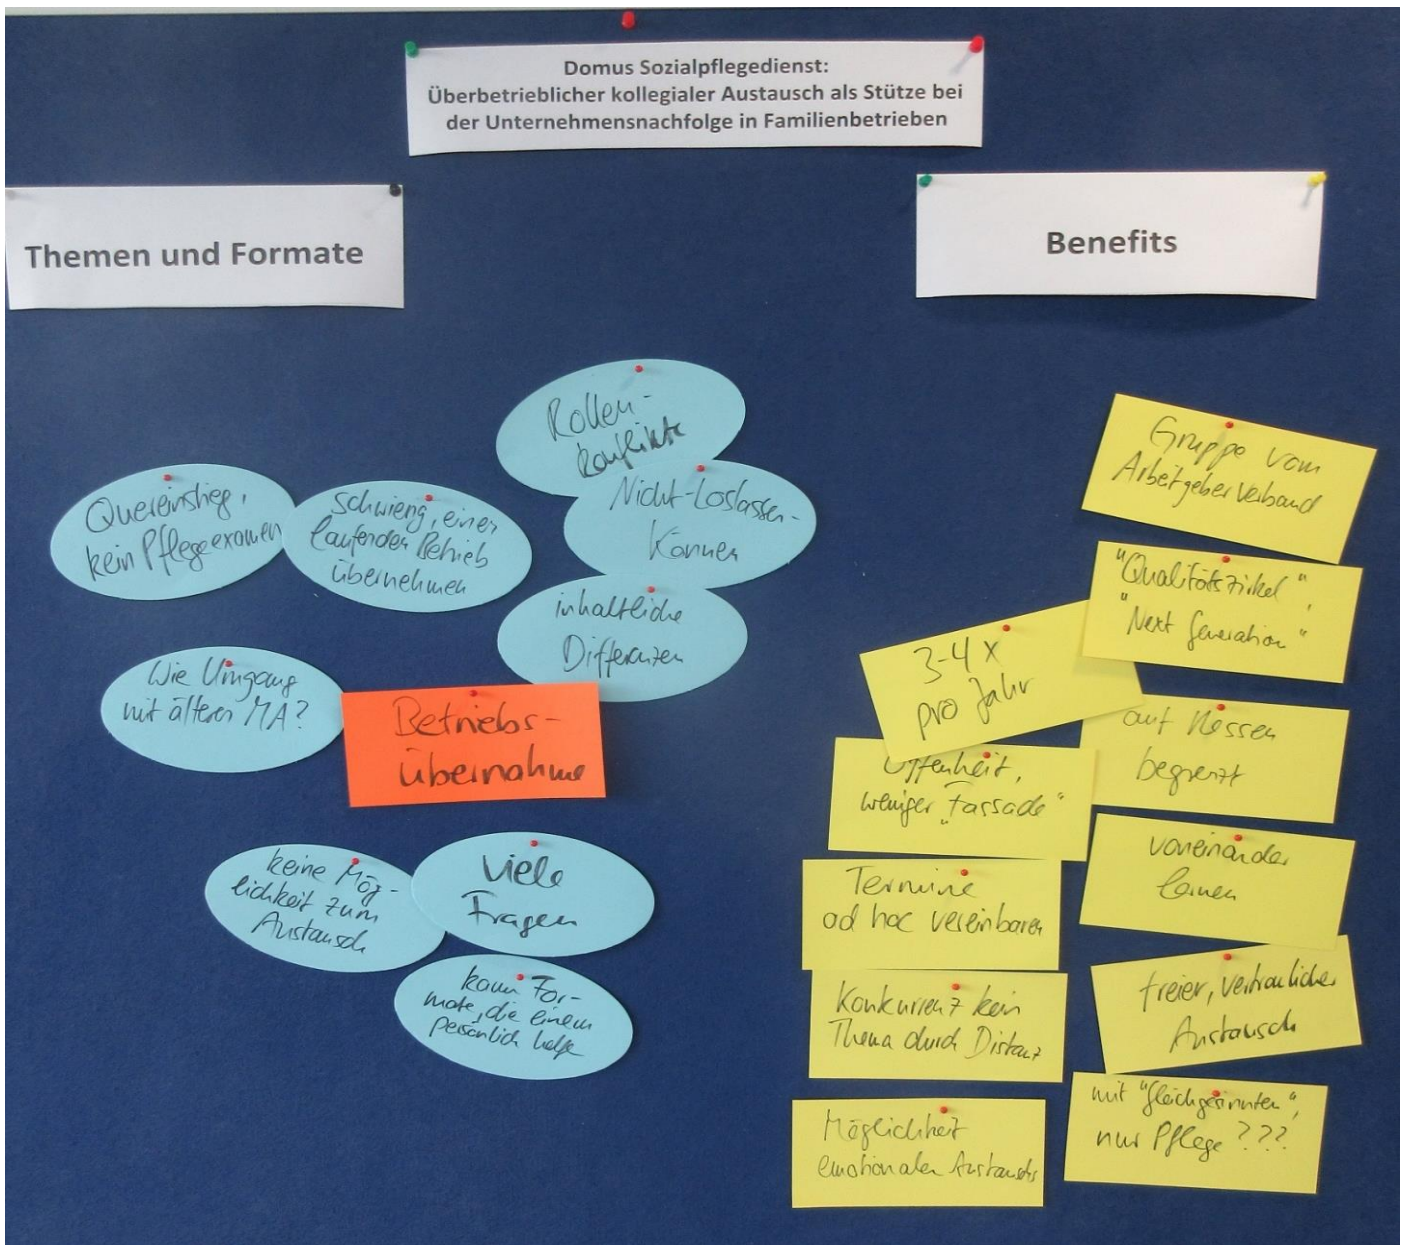 Domus Sozialpflegedienst:
Überbetrieblicher kollegialer Austausch als Stütze bei
der Unternehmensnachfolge in Familienbetrieben
Themen und Formate
Benefits
Rollen-
konflikte
Nicht-Loslassen-
Können
inhaltliche
Differenzen
Quereinstieg,
kein Pflegeexamen
schwierig, einen
laufenden Betrieb
übernehmen
Wie Umgang
mit älteren MA?
Betriebs-
übernahme
keine Mög-
lichkeit zum
Austausch
viele
Fragen
kaum For-
mate, die einem
persönlich helfen
Gruppe vom
Arbeitgeberverband
"Qualitätszirkel",
"Next Generation"
3-4 x
pro Jahr
auf Hessen
begrenzt
Offenheit,
weniger "Fassade"
voneinander
lernen
Termine
ad hoc vereinbaren
freier, vertraulicher
Austausch
Konkurrenz kein
Thema durch Distanz
mit "Gleichgesinnten",
nur Pflege???
Möglichkeit
emotionalen Austauschs